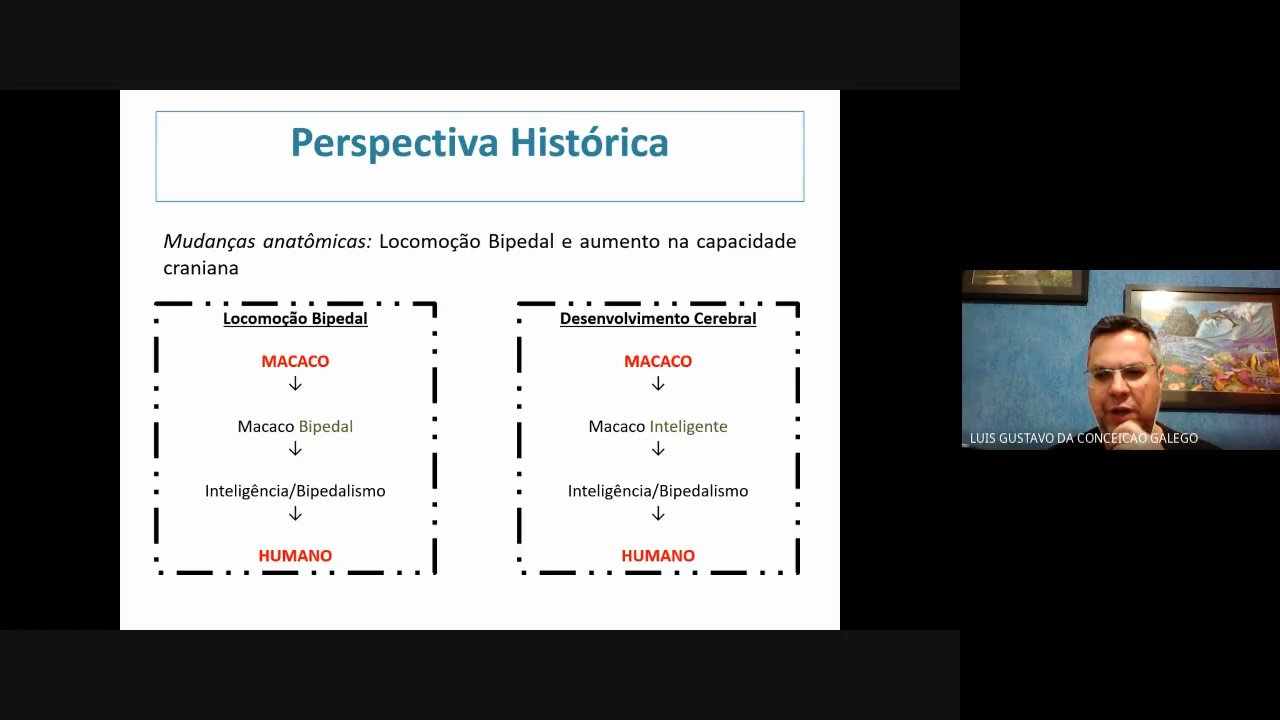 Perspectiva Histórica
Mudanças anatômicas: Locomoção Bipedal e aumento na capacidade
craniana
Locomoção Bipedal
MACACO
↓
Macaco Bipedal
↓
Inteligência/Bipedalismo
↓
HUMANO
Desenvolvimento Cerebral
MACACO
↓
Macaco Inteligente
↓
Inteligência/Bipedalismo
↓
HUMANO
LUIS GUSTAVO DA CONCEICAO GALEGO